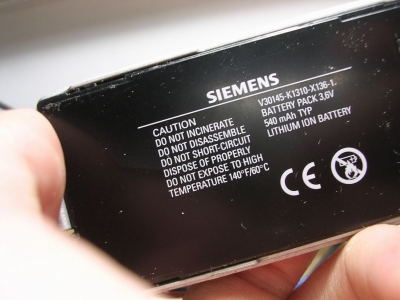 SIEMENS
CAUTION
DO NOT INCINERATE
DO NOT DISASSEMBLE
DO NOT SHORT-CIRCUIT
DISPOSE OF PROPERLY
DO NOT EXPOSE TO HIGH
TEMPERATURE 140°F/60°C
V30145-K1310-X136-1
BATTERY PACK 3,6V
540 mAh TYP
LITHIUM ION BATTERY
CE